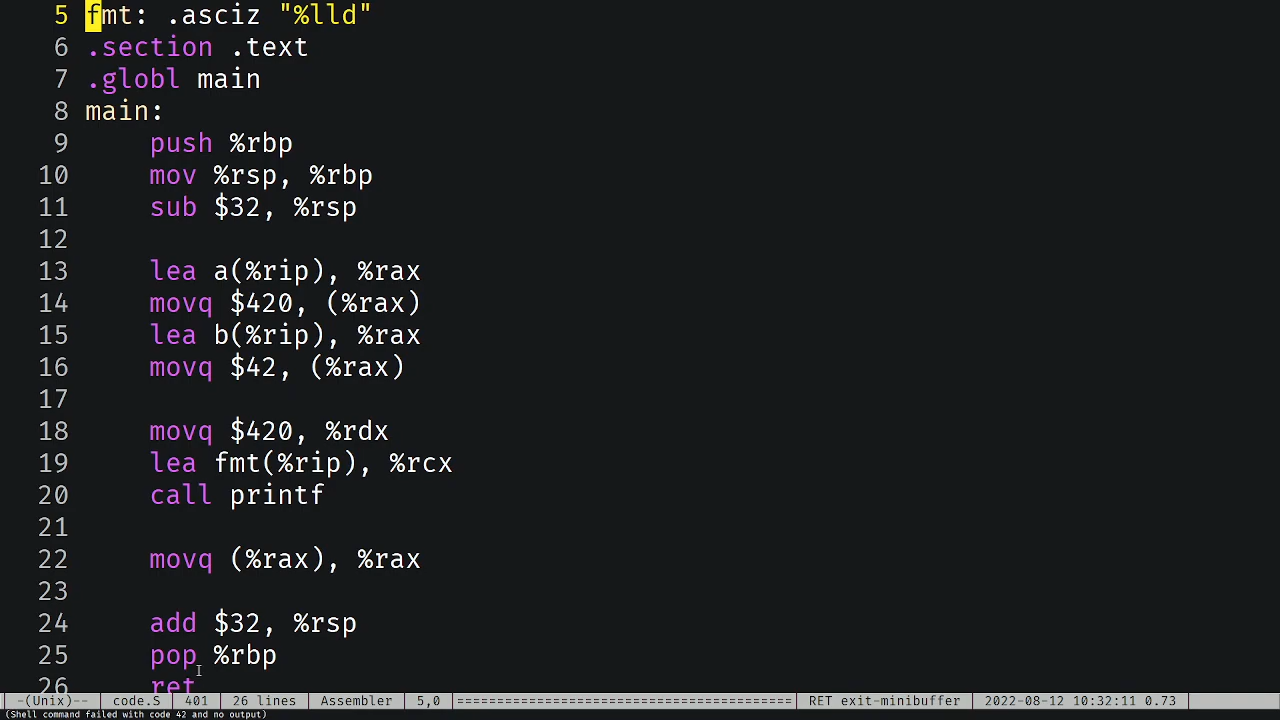 5 fmt: .asciz "%lld"
6 .section .text
7 .globl main
8 main:
9 push %rbp
10 mov %rsp, %rbp
11 sub $32, %rsp
12
13 lea a(%rip), %rax
14 movq $420, (%rax)
15 lea b(%rip), %rax
16 movq $42, (%rax)
17
18 movq $420, %rdx
19 lea fmt(%rip), %rcx
20 call printf
21
22 movq (%rax), %rax
23
24 add $32, %rsp
25 pop %rbp
26 ret
-(Unix)-- code.S 401 26 lines Assembler 5,0 ========================================== RET exit-minibuffer 2022-08-12 10:32:11 0.73
(Shell command failed with code 42 and no output)